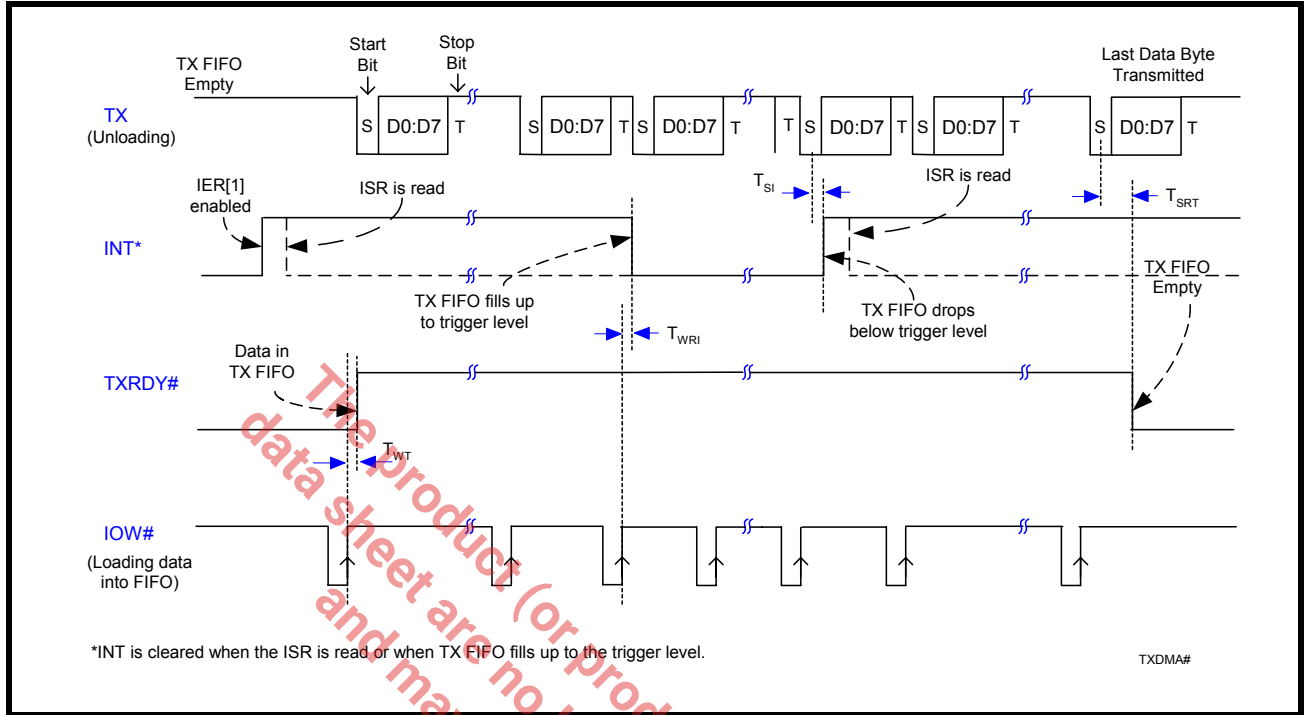 TX FIFO
Empty
Start
Bit
Stop
Bit
Last Data Byte
Transmitted
TX
(Unloading)
S D0:D7 T S D0:D7 T S D0:D7 T T S D0:D7 T S D0:D7 T S D0:D7 T
IER[1]
enabled
ISR is read
TSI
ISR is read
TSRT
INT*
TX FIFO fills up
to trigger level
TWRI
TX FIFO drops
below trigger level
TX FIFO
Empty
Data in
TX FIFO
TXRDY#
TWT
IOW#
(Loading data
into FIFO)
*INT is cleared when the ISR is read or when TX FIFO fills up to the trigger level.
TXDMA#
The product (or prod
data sheet are no
and ma